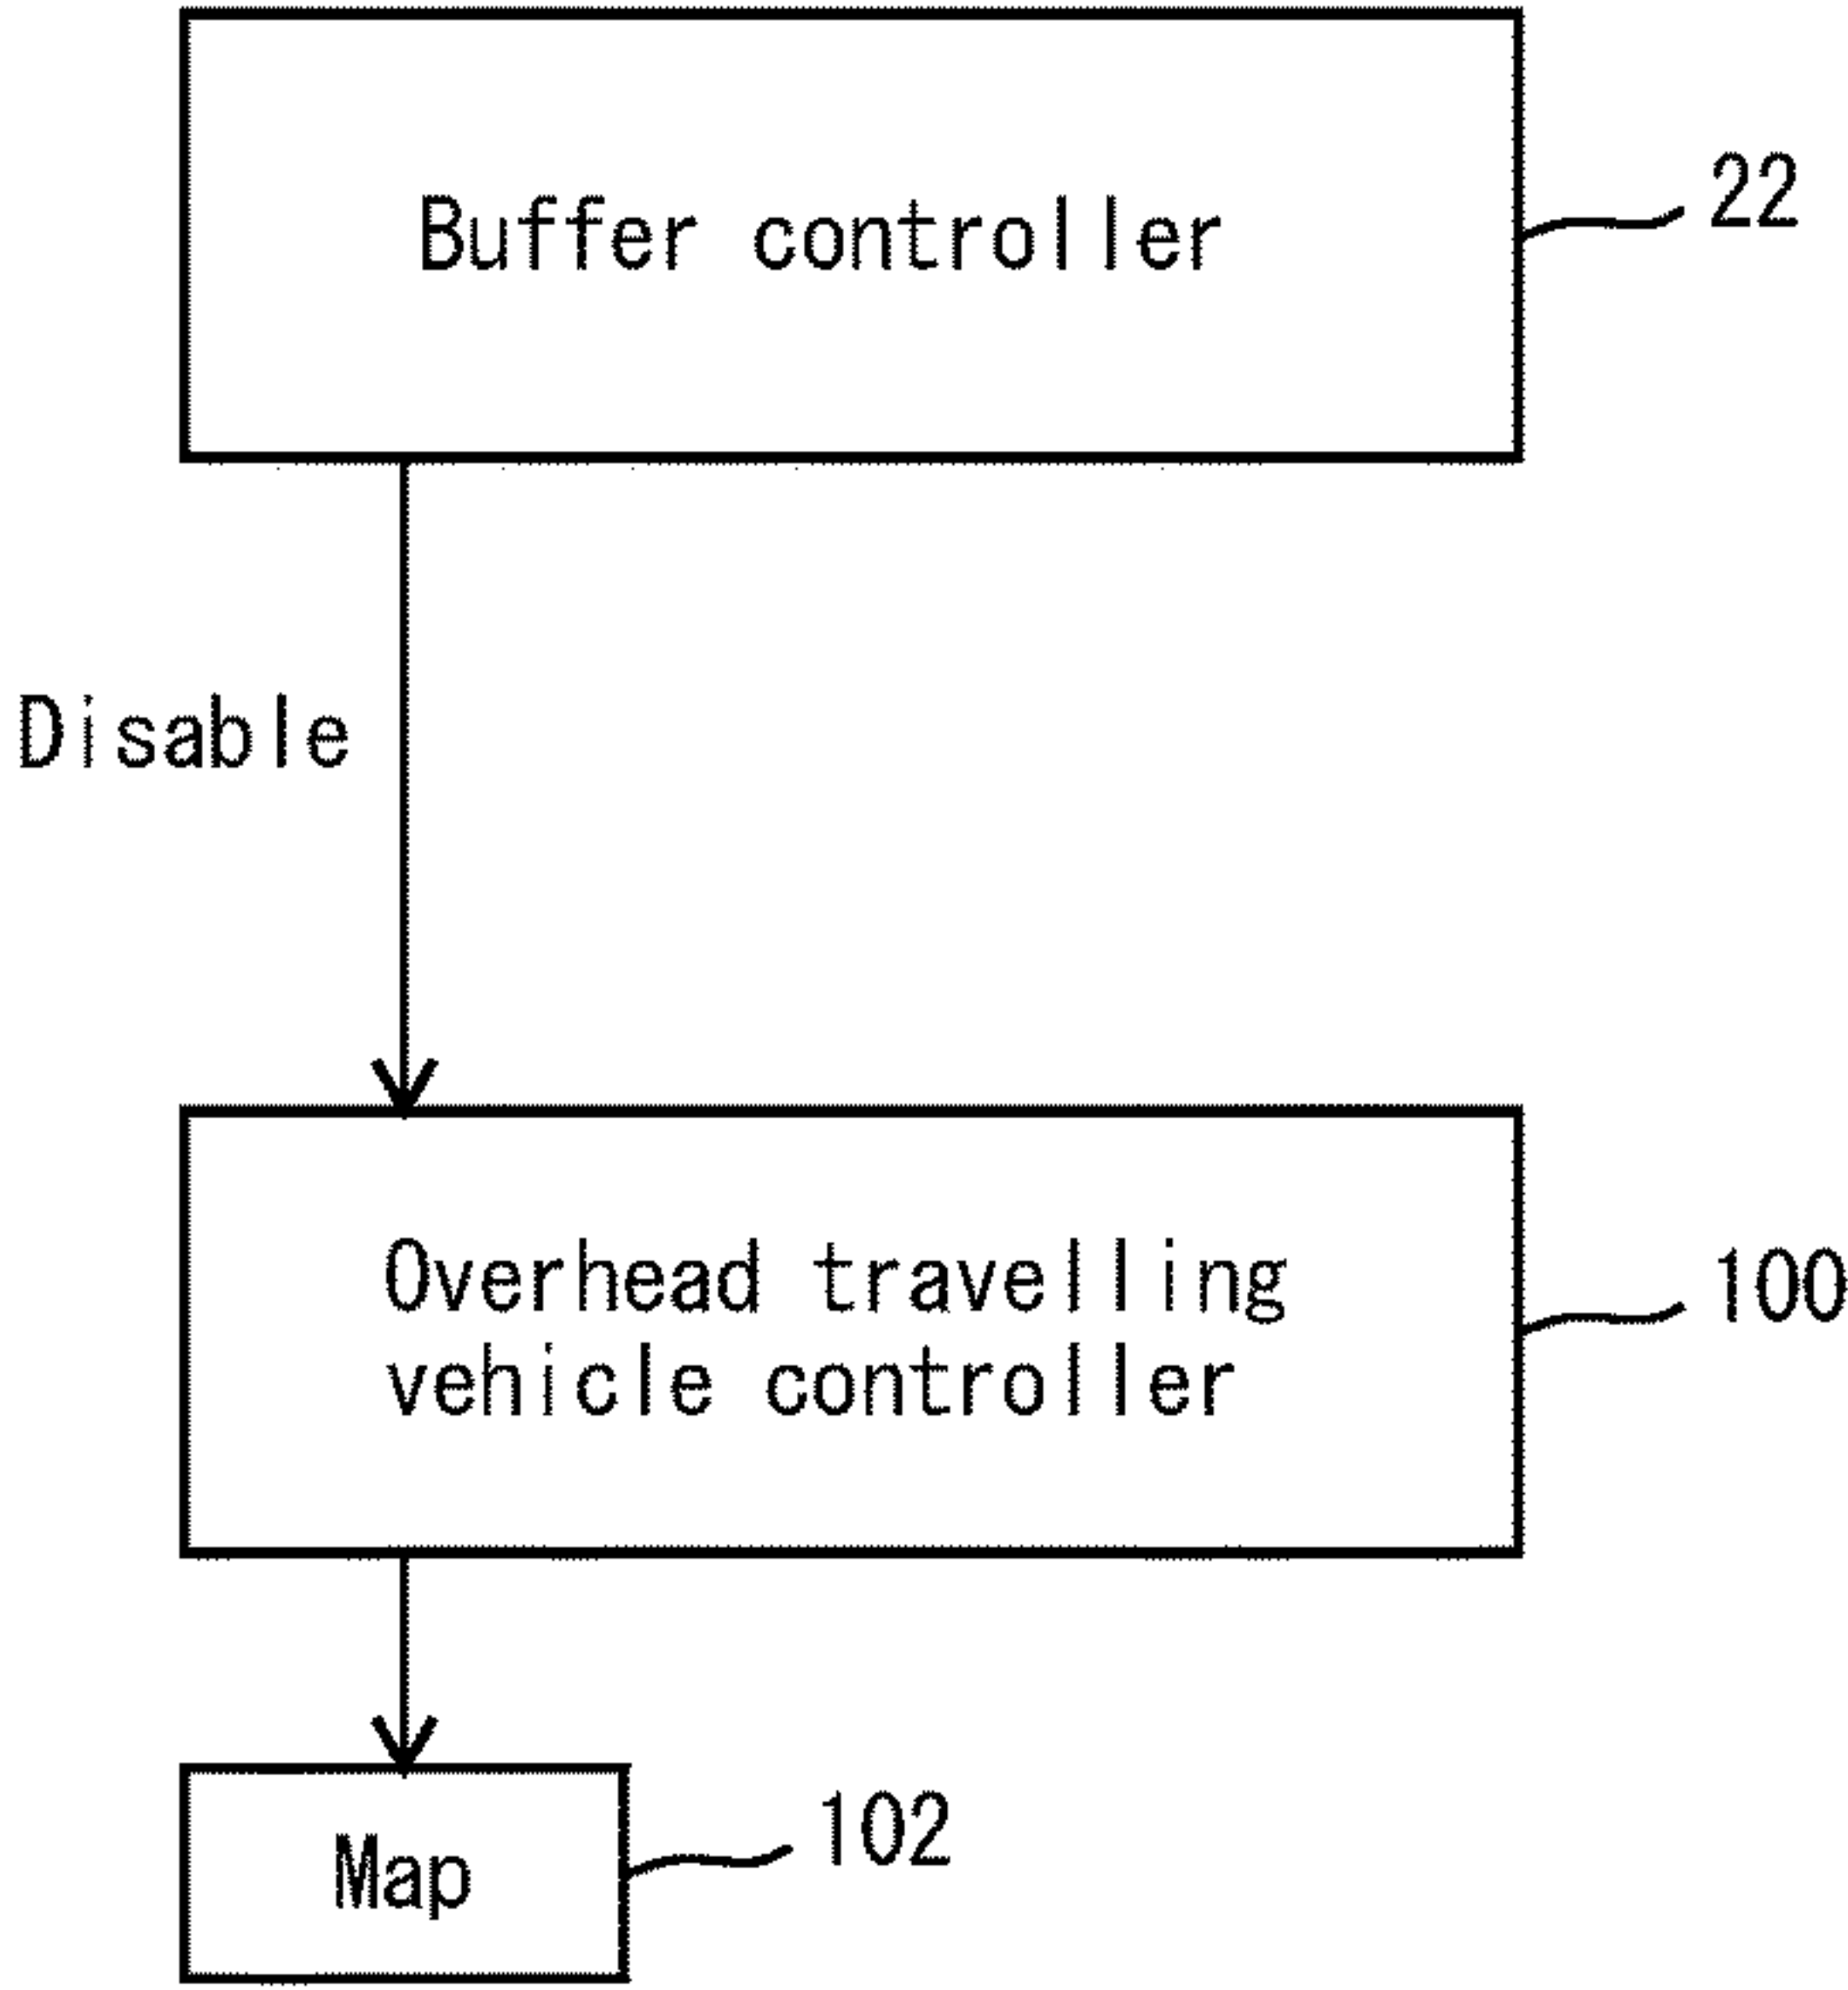 Buffer controller
22
Disable
Overhead travelling
vehicle controller
100
Map
102